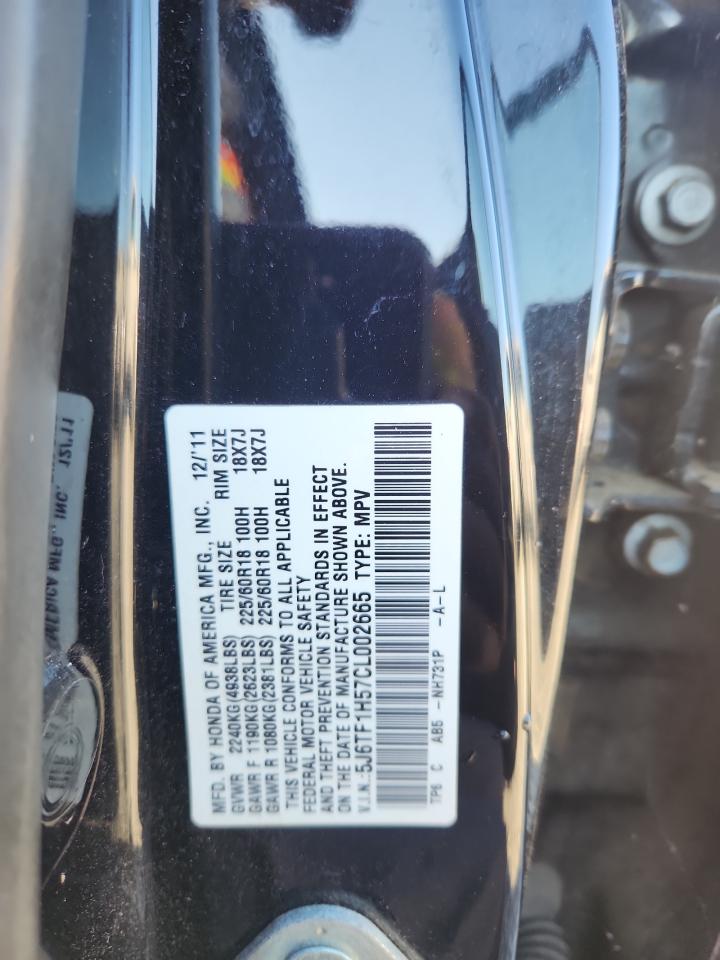 MFD. BY HONDA OF AMERICA MFG., INC. 12/'11
GVWR 2240KG(4938LBS) TIRE SIZE RIM SIZE
GAWR F 1190KG(2623LBS) 225/60R18 100H 18X7J
GAWR R 1080KG(2381LBS) 225/60R18 100H 18X7J
THIS VEHICLE CONFORMS TO ALL APPLICABLE
FEDERAL MOTOR VEHICLE SAFETY
AND THEFT PREVENTION STANDARDS IN EFFECT
ON THE DATE OF MANUFACTURE SHOWN ABOVE.
V.I.N.: 5J6TF1H57CL002665 TYPE: MPV
TP6 C AB5 -NH731P -A-L